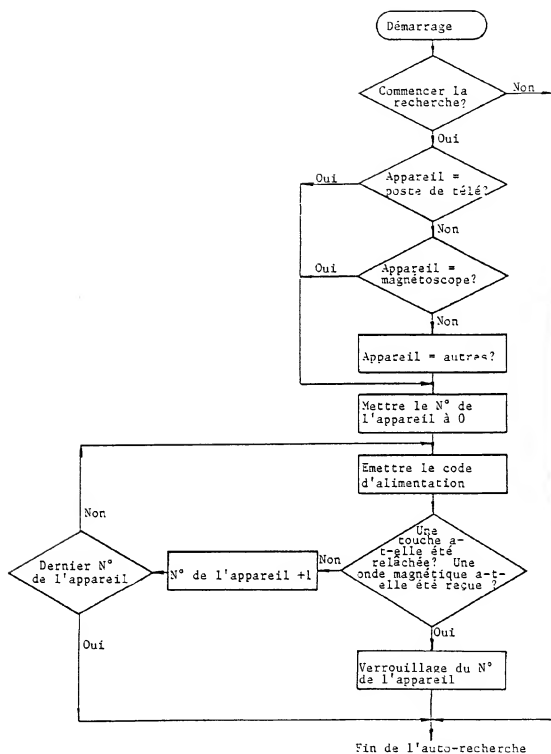 Démarrage
Commencer la
recherche?
Non
Oui
Appareil =
poste de télé?
Oui
Non
Appareil =
magnétoscope?
Oui
Non
Appareil = autres?
Mettre le N° de
l'appareil à 0
Emettre le code
d'alimentation
Non
Une
touche a-
t-elle été
relâchée? Une
onde magnétique a-t-
elle été reçue ?
Non
N° de l'appareil +1
Dernier N°
de l'appareil
Oui
Oui
Verrouillage du N°
de l'appareil
Fin de l'auto-recherche